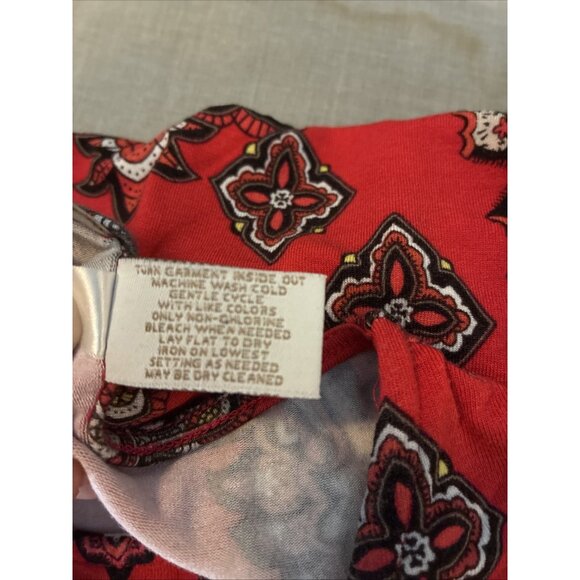 TURN GARMENT INSIDE OUT
MACHINE WASH COLD
GENTLE CYCLE
WITH LIKE COLORS
ONLY NON-CHLORINE
BLEACH WHEN NEEDED
LAY FLAT TO DRY
IRON ON LOWEST
SETTING AS NEEDED
MAY BE DRY CLEANED